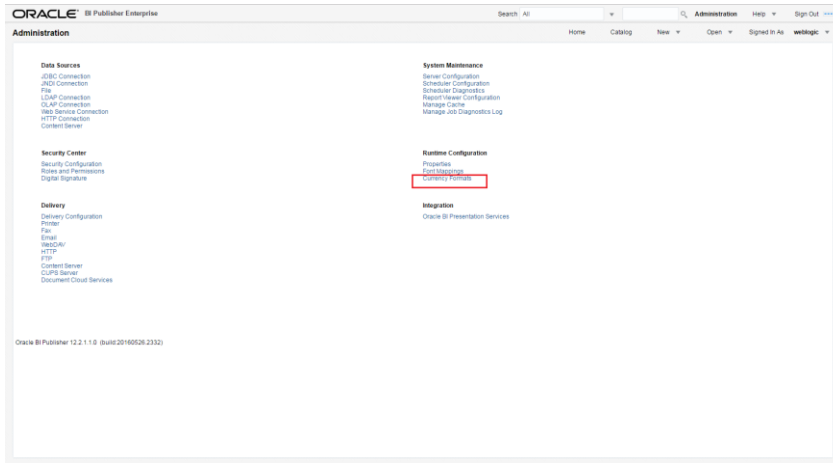 ORACLE BI Publisher Enterprise
Search All
Administration Help Sign Out
Administration
Home Catalog New Open Signed In As weblogic
Data Sources
JDBC Connection
JNDI Connection
File
LDAP Connection
OLAP Connection
Web Service Connection
HTTP Connection
Content Server
System Maintenance
Server Configuration
Scheduler Configuration
Scheduler Diagnostics
Report Viewer Configuration
Manage Cache
Manage Job Diagnostics Log
Security Center
Security Configuration
Roles and Permissions
Digital Signature
Runtime Configuration
Properties
Font Mappings
Currency Formats
Delivery
Delivery Configuration
Printer
Fax
Email
WebDAV
HTTP
FTP
Content Server
CUPS Server
Document Cloud Services
Integration
Oracle BI Presentation Services
Oracle BI Publisher 12.2.1.1.0 (build:20160526.2332)